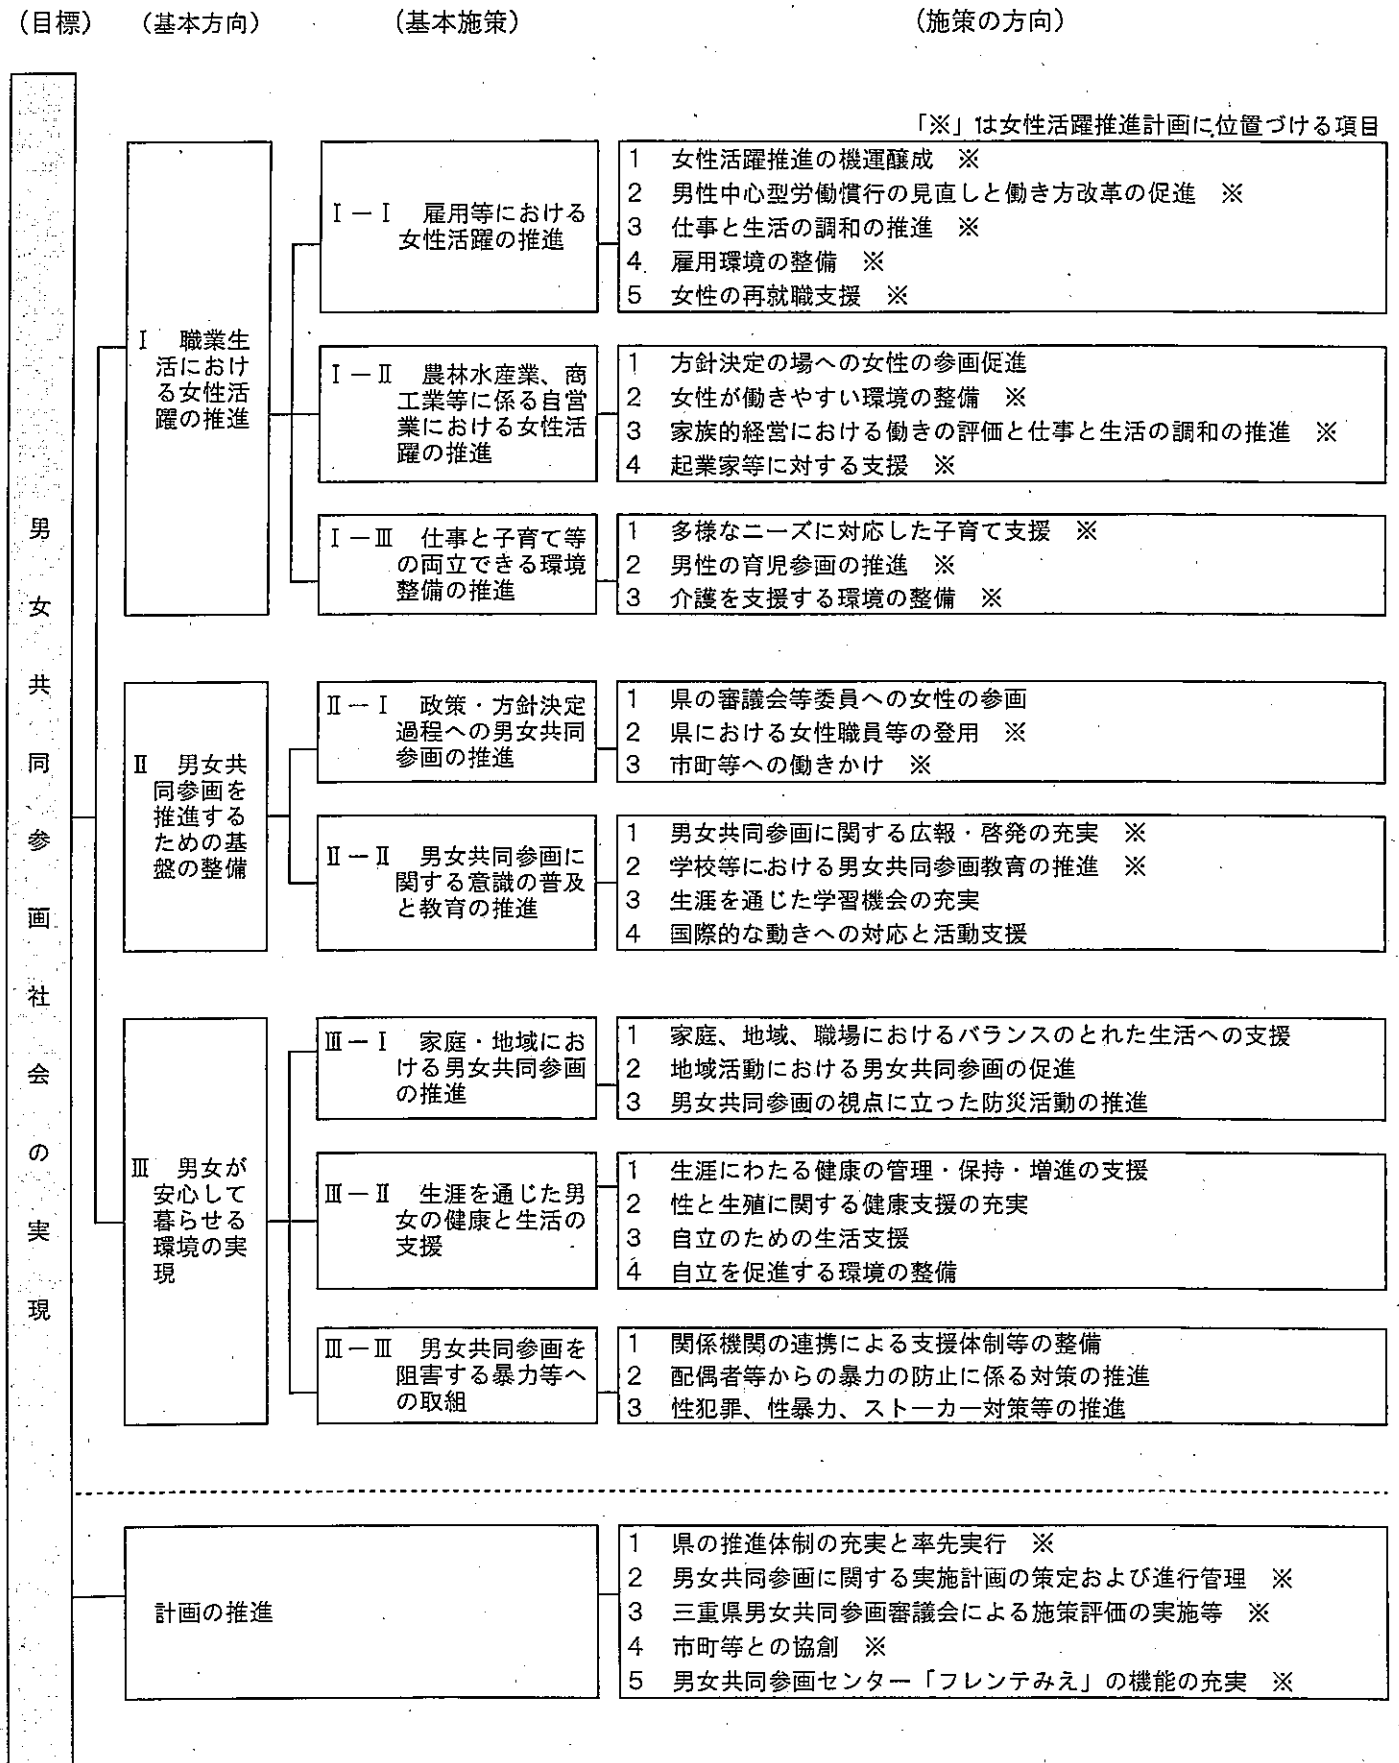 (目標)　(基本方向)　(基本施策)　(施策の方向)
「※」は女性活躍推進計画に位置づける項目
男女共同参画社会の実現
Ⅰ　職業生
活におけ
る女性活
躍の推進
Ⅰ－Ⅰ　雇用等における
女性活躍の推進
1　女性活躍推進の機運醸成　※
2　男性中心型労働慣行の見直しと働き方改革の促進　※
3　仕事と生活の調和の推進　※
4　雇用環境の整備　※
5　女性の再就職支援　※
Ⅰ－Ⅱ　農林水産業、商
工業等に係る自営
業における女性活
躍の推進
1　方針決定の場への女性の参画促進
2　女性が働きやすい環境の整備　※
3　家族的経営における働きの評価と仕事と生活の調和の推進　※
4　起業家等に対する支援　※
Ⅰ－Ⅲ　仕事と子育て等
の両立できる環境
整備の推進
1　多様なニーズに対応した子育て支援　※
2　男性の育児参画の推進　※
3　介護を支援する環境の整備　※
Ⅱ　男女共
同参画を
推進する
ための基
盤の整備
Ⅱ－Ⅰ　政策・方針決定
過程への男女共同
参画の推進
1　県の審議会等委員への女性の参画
2　県における女性職員等の登用　※
3　市町等への働きかけ　※
Ⅱ－Ⅱ　男女共同参画に
関する意識の普及
と教育の推進
1　男女共同参画に関する広報・啓発の充実　※
2　学校等における男女共同参画教育の推進　※
3　生涯を通じた学習機会の充実
4　国際的な動きへの対応と活動支援
Ⅲ　男女が
安心して
暮らせる
環境の実
現
Ⅲ－Ⅰ　家庭・地域にお
ける男女共同参画
の推進
1　家庭、地域、職場におけるバランスのとれた生活への支援
2　地域活動における男女共同参画の促進
3　男女共同参画の視点に立った防災活動の推進
Ⅲ－Ⅱ　生涯を通じた男
女の健康と生活の
支援
1　生涯にわたる健康の管理・保持・増進の支援
2　性と生殖に関する健康支援の充実
3　自立のための生活支援
4　自立を促進する環境の整備
Ⅲ－Ⅲ　男女共同参画を
阻害する暴力等へ
の取組
1　関係機関の連携による支援体制等の整備
2　配偶者等からの暴力の防止に係る対策の推進
3　性犯罪、性暴力、ストーカー対策等の推進
計画の推進
1　県の推進体制の充実と率先実行　※
2　男女共同参画に関する実施計画の策定および進行管理　※
3　三重県男女共同参画審議会による施策評価の実施等　※
4　市町等との協創　※
5　男女共同参画センター「フレンテみえ」の機能の充実　※